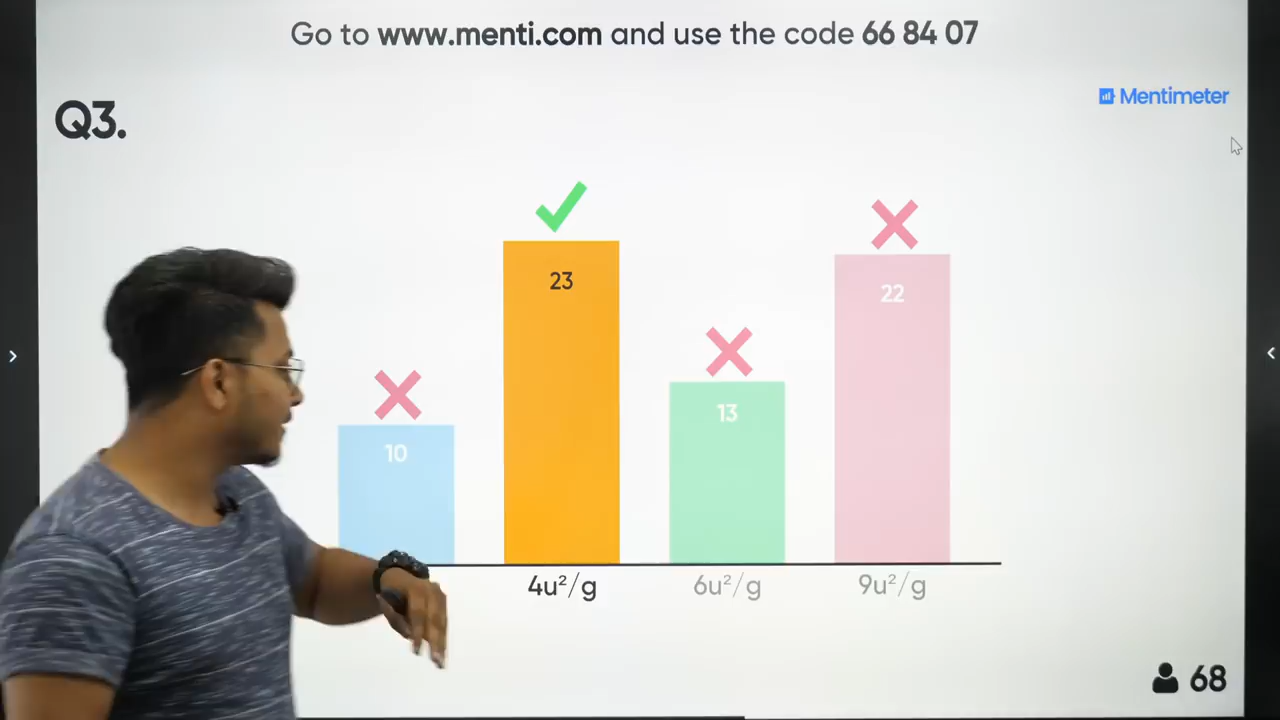 Go to www.menti.com and use the code 66 84 07
Mentimeter
Q3.
23
22
13
10
4u²/g
6u²/g
9u²/g
68